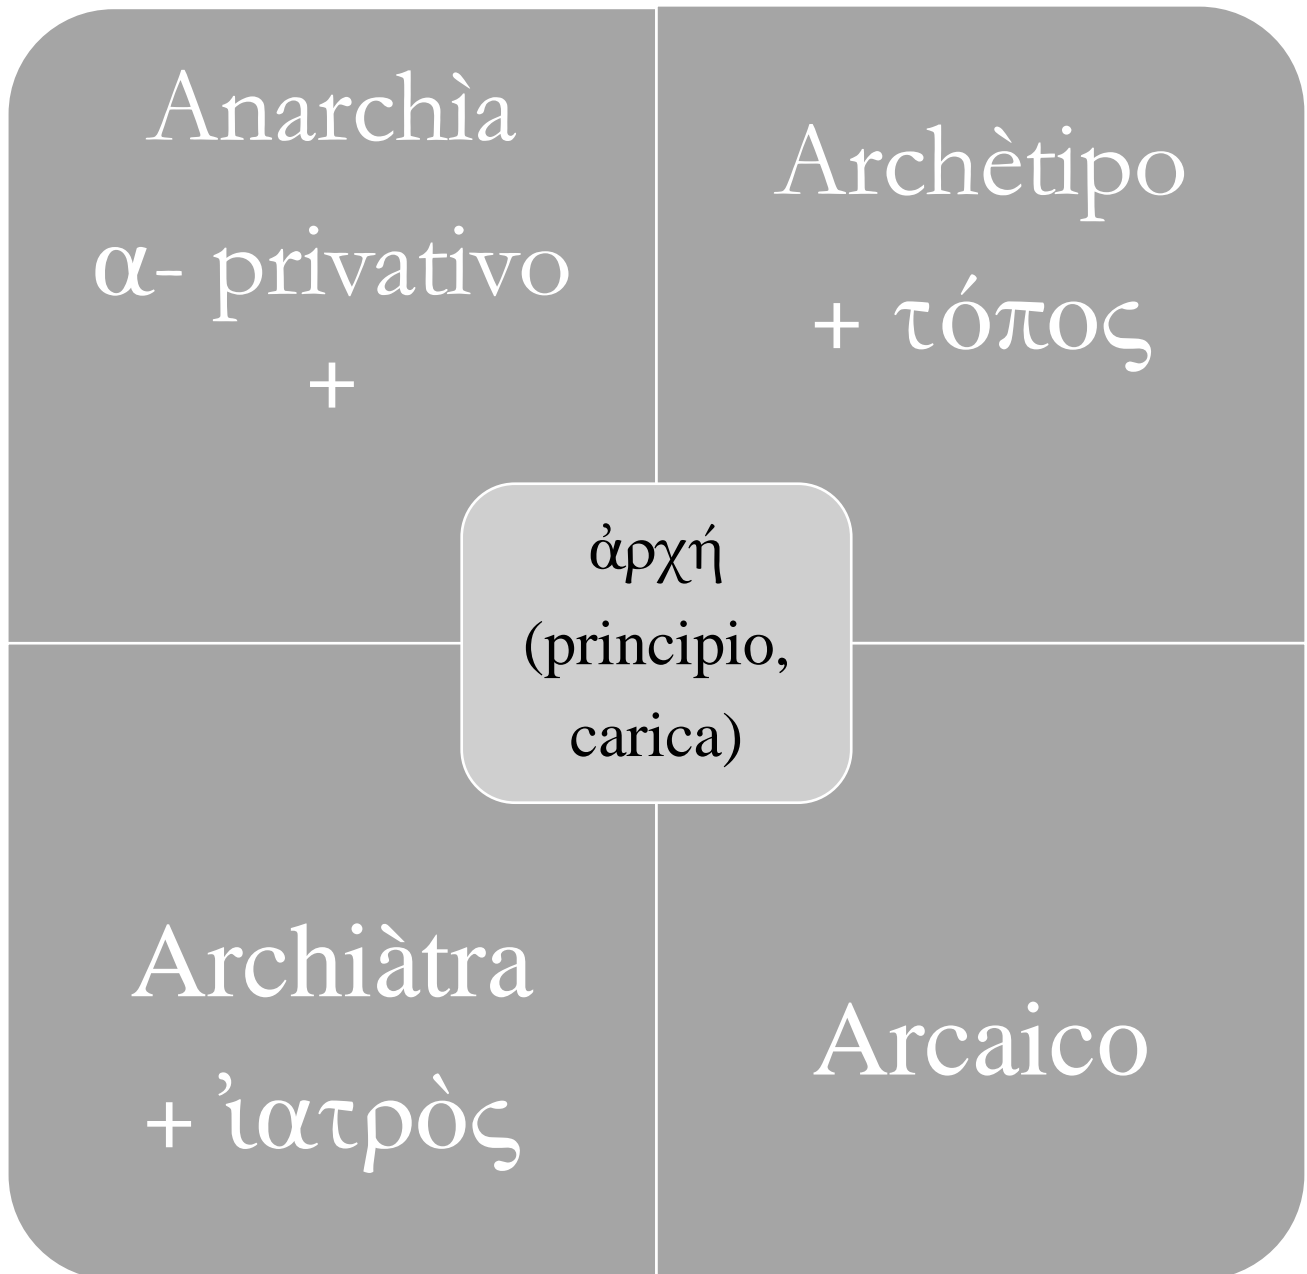 Anarchìa
α- privativo
+
Archètipo
+ τόπος
ἀρχή
(principio,
carica)
Archiàtra
+ ἰατρὸς
Arcaico